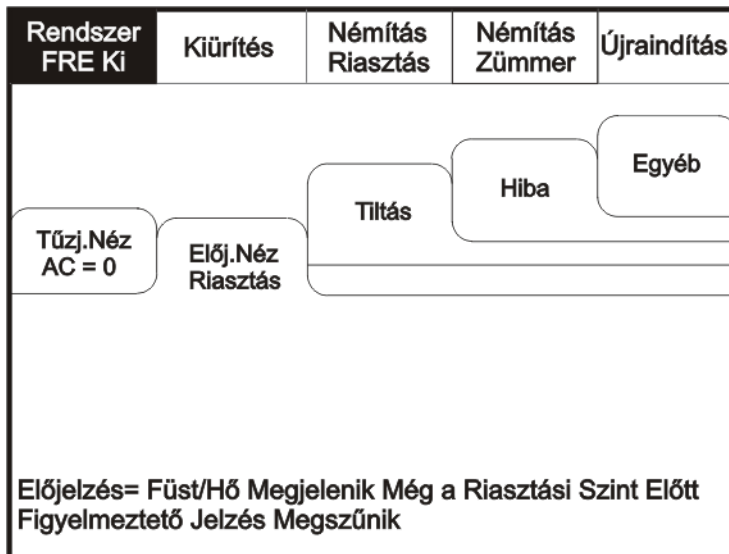 Rendszer
FRE Ki
Kiürítés
Némítás
Riasztás
Némítás
Zümmer
Újraindítás
Tűzj.Néz
AC = 0
Előj.Néz
Riasztás
Tiltás
Hiba
Egyéb
Előjelzés= Füst/Hő Megjelenik Még a Riasztási Szint Előtt
Figyelmeztető Jelzés Megszűnik